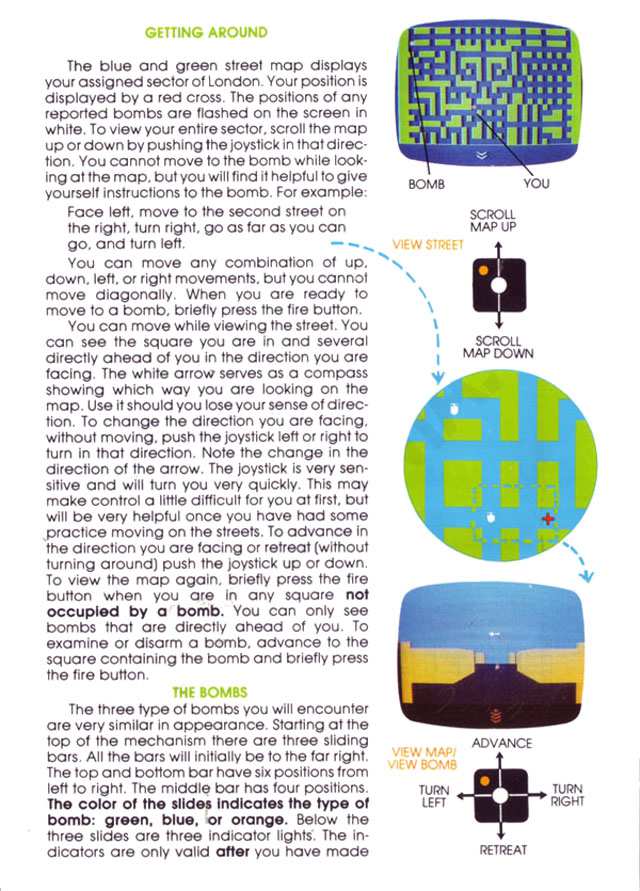 GETTING AROUND
The blue and green street map displays
your assigned sector of London. Your position is
displayed by a red cross. The positions of any
reported bombs are flashed on the screen in
white. To view your entire sector, scroll the map
up or down by pushing the joystick in that direc-
tion. You cannot move to the bomb while look-
ing at the map, but you will find it helpful to give
yourself instructions to the bomb. For example:
Face left, move to the second street on
the right, turn right, go as far as you can
go, and turn left.
You can move any combination of up,
down, left, or right movements, but you cannot
move diagonally. When you are ready to
move to a bomb, briefly press the fire button.
You can move while viewing the street. You
can see the square you are in and several
directly ahead of you in the direction you are
facing. The white arrow serves as a compass
showing which way you are looking on the
map. Use it should you lose your sense of direc-
tion. To change the direction you are facing,
without moving, push the joystick left or right to
turn in that direction. Note the change in the
direction of the arrow. The joystick is very sen-
sitive and will turn you very quickly. This may
make control a little difficult for you at first, but
will be very helpful once you have had some
practice moving on the streets. To advance in
the direction you are facing or retreat (without
turning around) push the joystick up or down.
To view the map again, briefly press the fire
button when you are in any square not
occupied by a bomb. You can only see
bombs that are directly ahead of you. To
examine or disarm a bomb, advance to the
square containing the bomb and briefly press
the fire button.
THE BOMBS
The three type of bombs you will encounter
are very similar in appearance. Starting at the
top of the mechanism there are three sliding
bars. All the bars will initially be to the far right.
The top and bottom bar have six positions from
left to right. The middle bar has four positions.
The color of the slides indicates the type of
bomb: green, blue, or orange. Below the
three slides are three indicator lights. The in-
dicators are only valid after you have made
BOMB
YOU
SCROLL
MAP UP
VIEW STREET
SCROLL
MAP DOWN
VIEW MAP/
VIEW BOMB
ADVANCE
TURN
LEFT
TURN
RIGHT
RETREAT